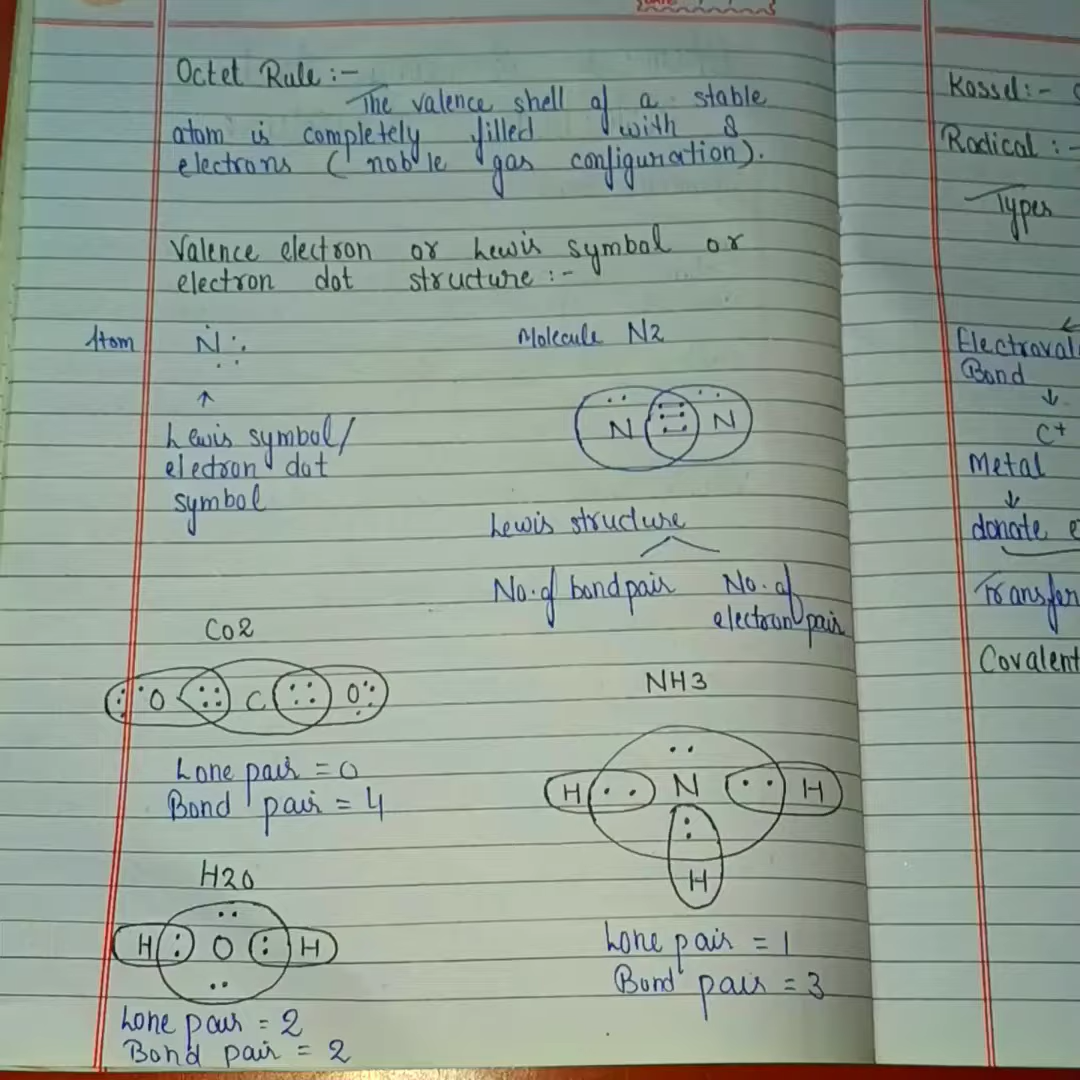 Octet Rule :-
The valence shell of a stable
atom is completely filled with 8
electrons ( noble gas configuration).
Valence electron or Lewis symbol or
electron dot structure :-
Atom N
Lewis symbol/
electron dot
symbol
Molecule N2
N N
Lewis structure
No. of bond pair No. of
electron pair
CO2
O C O
Lone pair = 0
Bond pair = 4
NH3
H N H
H
Lone pair = 1
Bond pair = 3
H2O
H O H
Lone pair = 2
Bond pair = 2
Kossel :-
Radical :-
Types
Bond
C+
Metal
donate